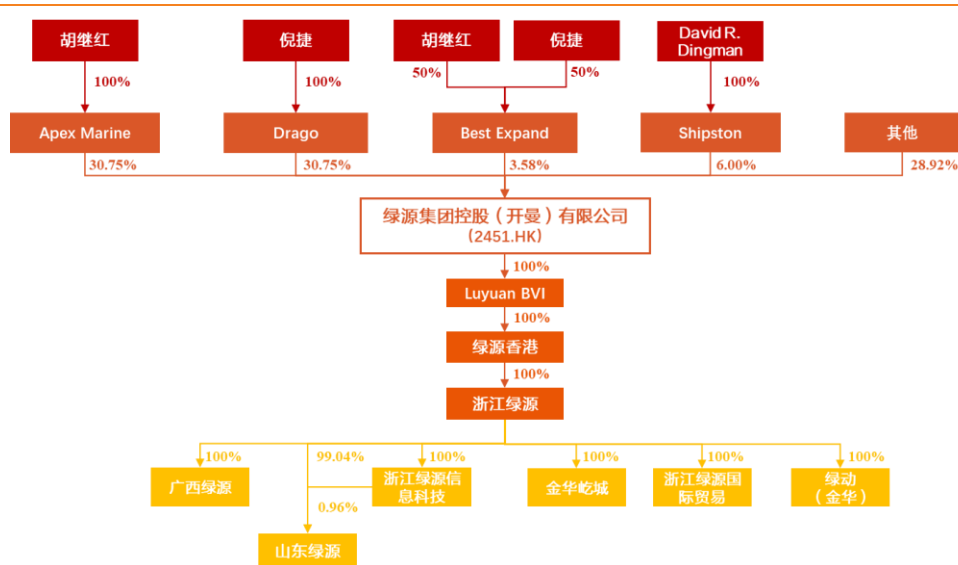 胡继红
倪捷
胡继红
倪捷
David R.
Dingman
100%
100%
50%
50%
100%
Apex Marine
Drago
Best Expand
Shipston
其他
30.75%
30.75%
3.58%
6.00%
28.92%
绿源集团控股（开曼）有限公司
(2451.HK)
100%
Luyuan BVI
100%
绿源香港
100%
浙江绿源
100%
99.04%
100%
100%
100%
100%
广西绿源
浙江绿源信
息科技
金华屹城
浙江绿源国
际贸易
绿动
（金华）
0.96%
山东绿源